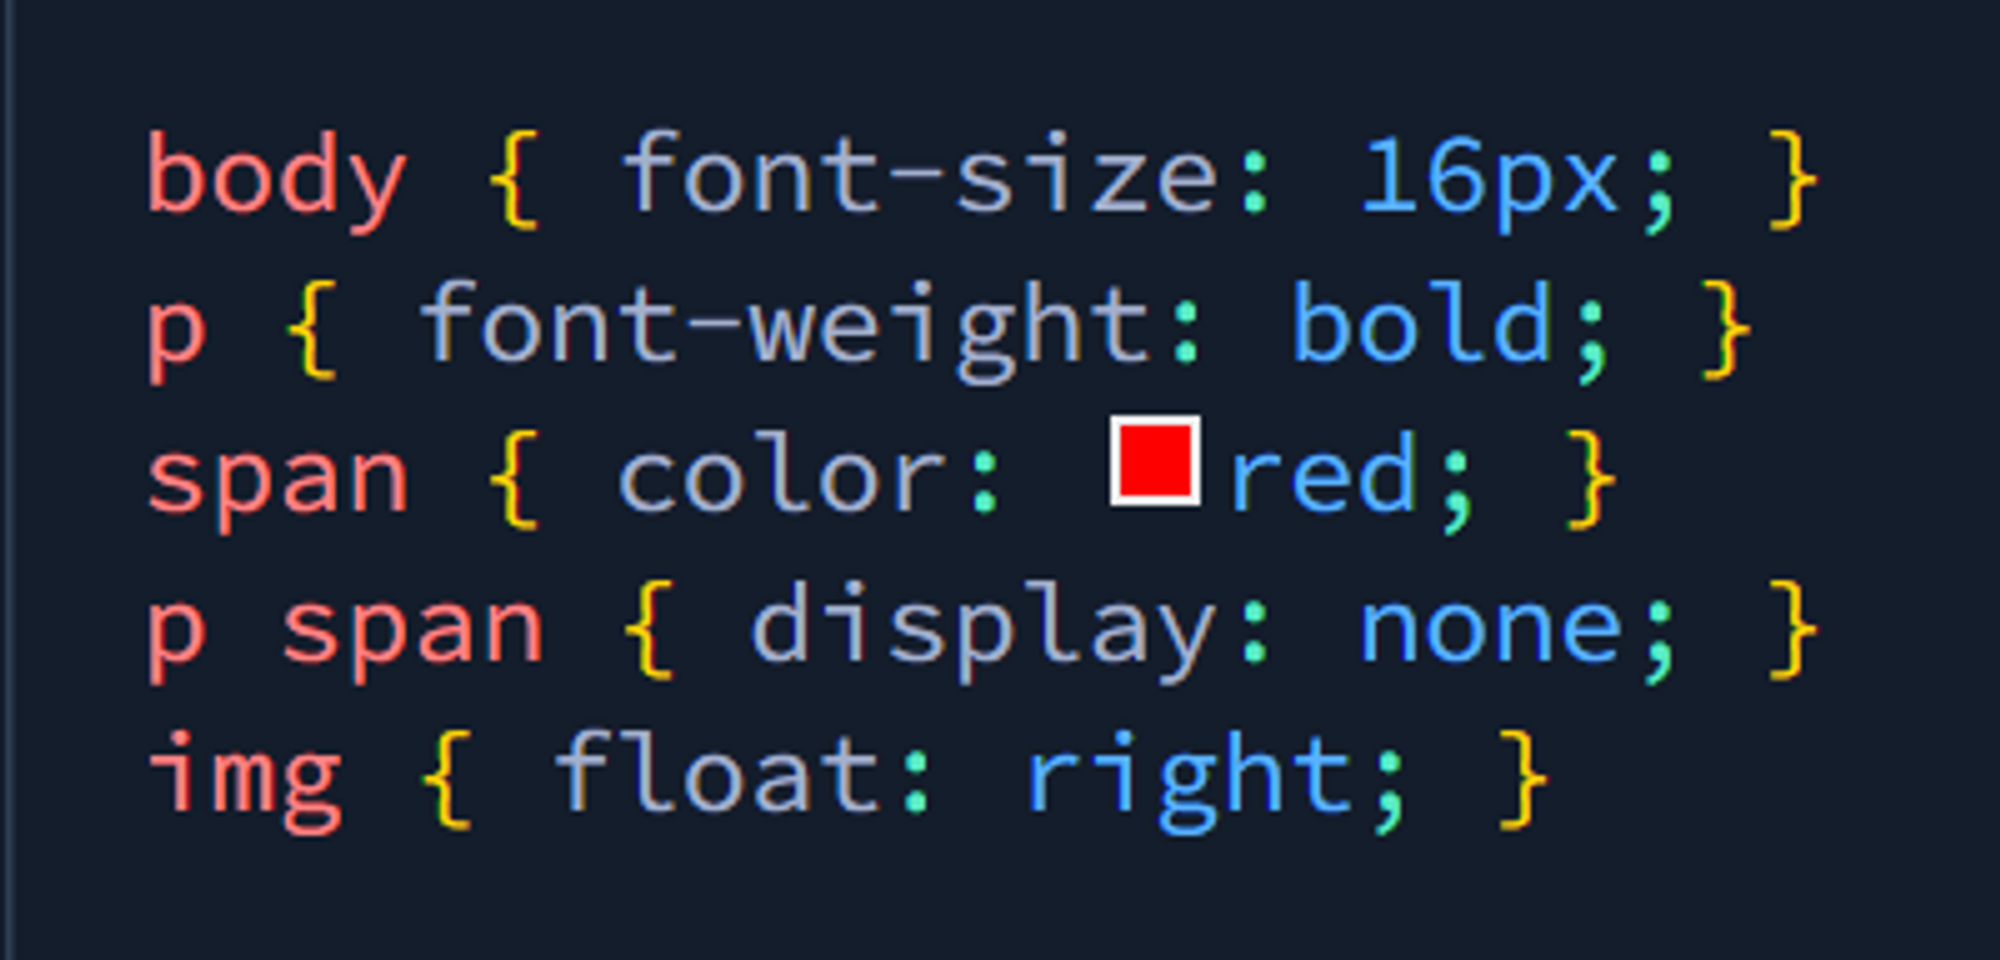 body { font-size: 16px; }
p { font-weight: bold; }
span { color: red; }
p span { display: none; }
img { float: right; }